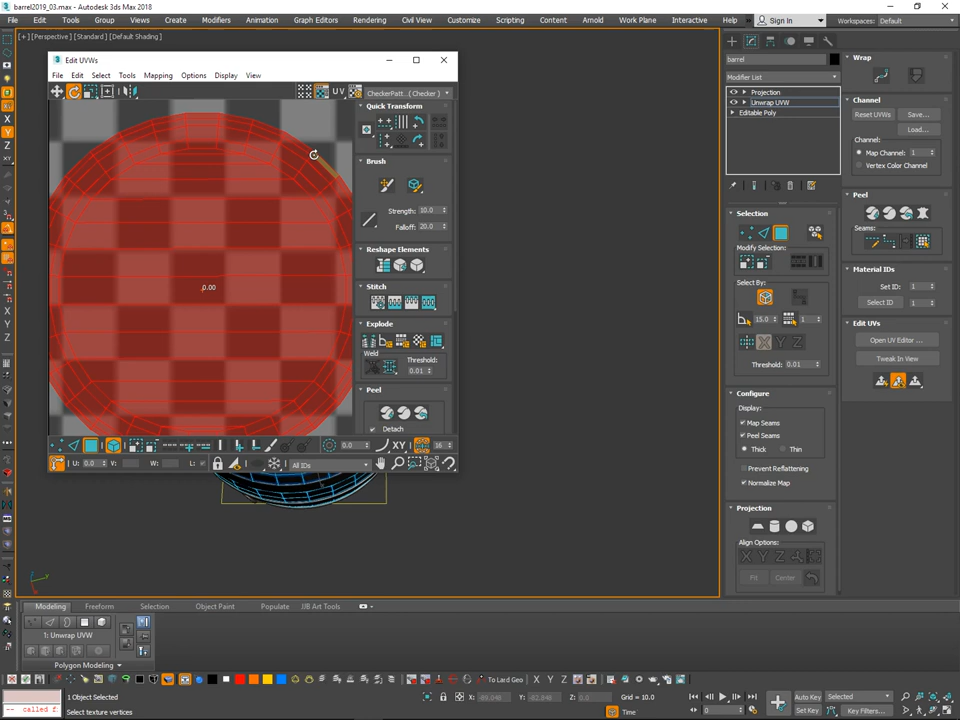 barrel2019_03.max - Autodesk 3ds Max 2018
File Edit Tools Group Views Create Modifiers Animation Graph Editors Rendering Civil View Customize Scripting Content Arnold Work Plane Interactive Help Sign In Workspaces: Default
[ + ] [Perspective ] [Standard ] [Default Shading ]
Edit UVWs
File Edit Select Tools Mapping Options Display View
UV CheckerPatt... ( Checker )
Quick Transform
Brush
Strength: 10.0
Falloff: 20.0
Reshape Elements
Stitch
Explode
Weld
Threshold:
0.01
Peel
Detach
0.00
0.0 XY 16
U: 0.0 V: W: L: All IDs
barrel
Modifier List
Projection
Unwrap UVW
Editable Poly
Selection
Modify Selection:
Select By:
15.0 1
X Y Z
Threshold: 0.01
Configure
Display:
Map Seams
Peel Seams
Thick Thin
Prevent Reflattening
Normalize Map
Projection
Align Options:
X Y Z
Fit Center
Wrap
Channel
Reset UVWs Save...
Load...
Channel:
Map Channel: 1
Vertex Color Channel
Peel
Seams:
Material IDs
Set ID: 1
Select ID 1
Edit UVs
Open UV Editor ...
Tweak In View
Modeling Freeform Selection Object Paint Populate JJB Art Tools
1: Unwrap UVW
Polygon Modeling
X Y Z To Lard Geo
1 Object Selected
Select texture vertices
-- called f
X: Y: Z: Grid = 10.0
Time
0
Auto Key Selected
Set Key Key Filters...